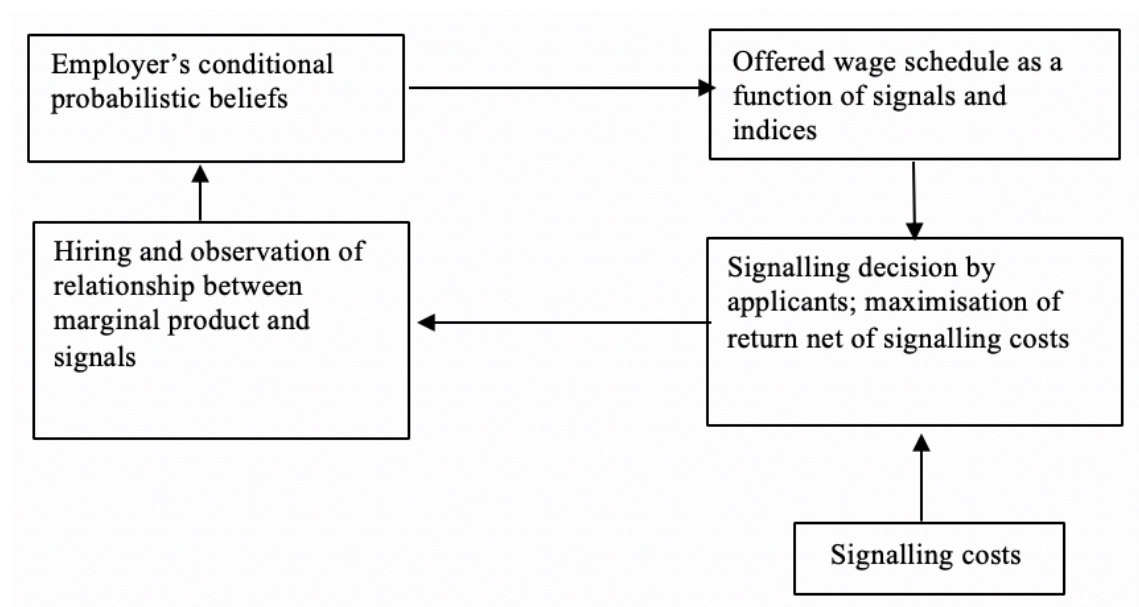 Employer’s conditional
probabilistic beliefs
Offered wage schedule as a
function of signals and
indices
Hiring and observation of
relationship between
marginal product and
signals
Signalling decision by
applicants; maximisation of
return net of signalling costs
Signalling costs